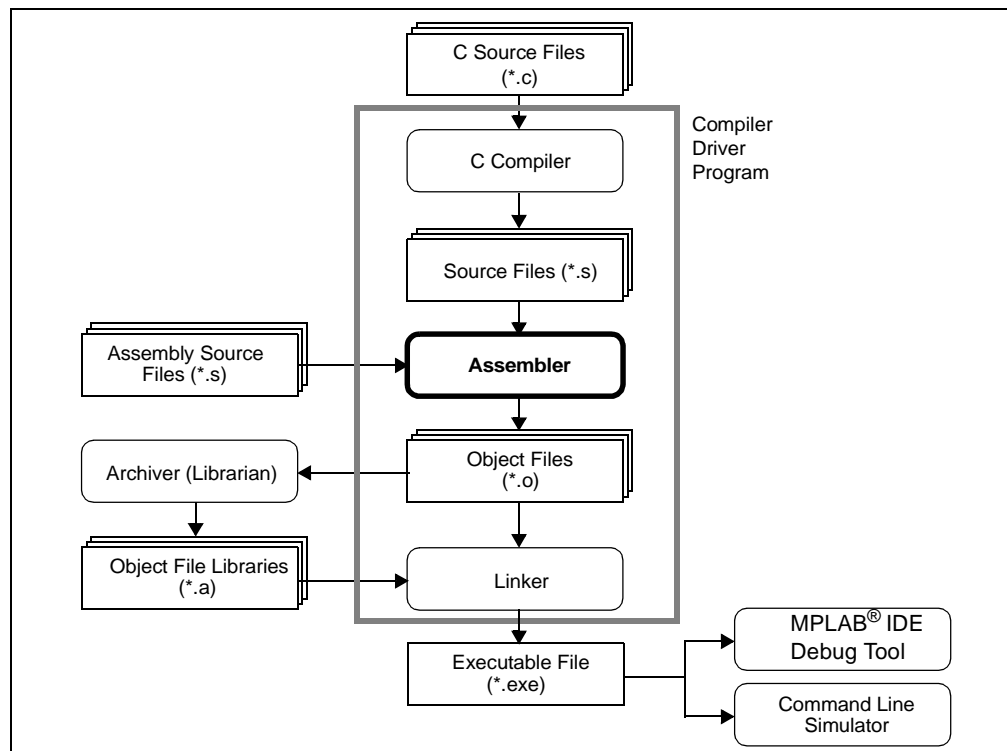 C Source Files
(*.c)
Compiler
Driver
Program
C Compiler
Source Files (*.s)
Assembly Source
Files (*.s)
Assembler
Archiver (Librarian)
Object Files
(*.o)
Object File Libraries
(*.a)
Linker
Executable File
(*.exe)
MPLAB® IDE
Debug Tool
Command Line
Simulator